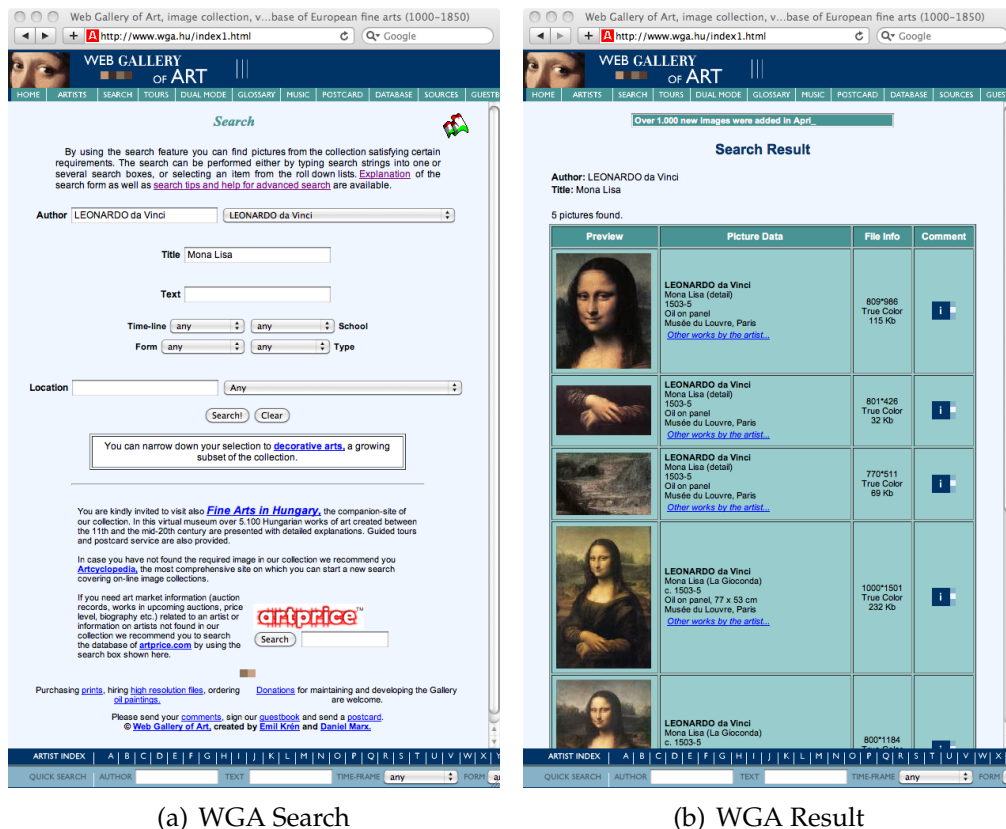 Web Gallery of Art, image collection, v...base of European fine arts (1000-1850)
http://www.wga.hu/index1.html
Google
WEB GALLERY
OF ART
HOME ARTISTS SEARCH TOURS DUAL MODE GLOSSARY MUSIC POSTCARD DATABASE SOURCES GUESTB
Search
By using the search feature you can find pictures from the collection satisfying certain
requirements. The search can be performed either by typing search strings into one or
several search boxes, or selecting an item from the roll down lists. Explanation of the
search form as well as search tips and help for advanced search are available.
Author LEONARDO da Vinci LEONARDO da Vinci
Title Mona Lisa
Text
Time-line any any School
Form any any Type
Location Any
Search! Clear
You can narrow down your selection to decorative arts, a growing
subset of the collection.
You are kindly invited to visit also Fine Arts in Hungary, the companion-site of
our collection. In this virtual museum over 5.100 Hungarian works of art created between
the 11th and the mid-20th century are presented with detailed explanations. Guided tours
and postcard service are also provided.
In case you have not found the required image in our collection we recommend you
Artcyclopedia, the most comprehensive site on which you can start a new search
covering on-line image collections.
If you need art market information (auction
records, works in upcoming auctions, price
level, biography etc.) related to an artist or
information on artists not found in our
collection we recommend you to search
the database of artprice.com by using the
search box shown here.
artprice™
Search
Purchasing prints, hiring high resolution files, ordering
oil paintings.
Donations for maintaining and developing the Gallery
are welcome.
Please send your comments, sign our guestbook and send a postcard.
© Web Gallery of Art, created by Emil Krén and Daniel Marx.
ARTIST INDEX | A | B | C | D | E | F | G | H | I | J | K | L | M | N | O | P | Q | R | S | T | U | V | W | X | Y
QUICK SEARCH AUTHOR TEXT TIME-FRAME any FORM a
(a) WGA Search
Web Gallery of Art, image collection, v...base of European fine arts (1000-1850)
http://www.wga.hu/index1.html
Google
WEB GALLERY
OF ART
HOME ARTISTS SEARCH TOURS DUAL MODE GLOSSARY MUSIC POSTCARD DATABASE SOURCES GUES
Over 1.000 new images were added in Apri_
Search Result
Author: LEONARDO da Vinci
Title: Mona Lisa
5 pictures found.
Preview Picture Data File Info Comment
LEONARDO da Vinci
Mona Lisa (detail)
1503-5
Oil on panel
Musée du Louvre, Paris
Other works by the artist...
809*986
True Color
115 Kb
i
LEONARDO da Vinci
Mona Lisa (detail)
1503-5
Oil on panel
Musée du Louvre, Paris
Other works by the artist...
801*426
True Color
32 Kb
i
LEONARDO da Vinci
Mona Lisa (detail)
1503-5
Oil on panel
Musée du Louvre, Paris
Other works by the artist...
770*511
True Color
69 Kb
i
LEONARDO da Vinci
Mona Lisa (La Gioconda)
c. 1503-5
Oil on panel, 77 x 53 cm
Musée du Louvre, Paris
Other works by the artist...
1000*1501
True Color
232 Kb
i
LEONARDO da Vinci
Mona Lisa (La Gioconda)
c. 1503-5
800*1184
i
ARTIST INDEX | A | B | C | D | E | F | G | H | I | J | K | L | M | N | O | P | Q | R | S | T | U | V | W | X
QUICK SEARCH AUTHOR TEXT TIME-FRAME any FORM
(b) WGA Result